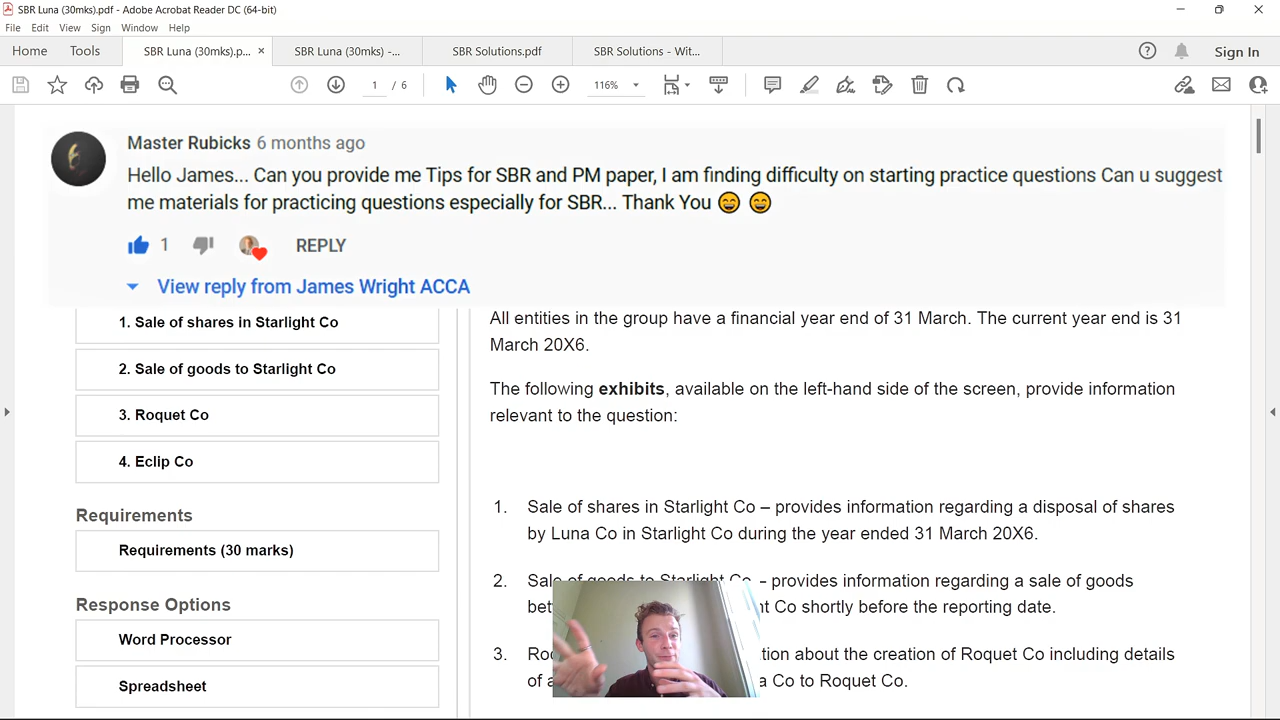 SBR Luna (30mks).pdf - Adobe Acrobat Reader DC (64-bit)
File Edit View Sign Window Help
Home Tools SBR Luna (30mks).p... × SBR Luna (30mks) -... SBR Solutions.pdf SBR Solutions - Wit... Sign In
1 / 6 116%
Master Rubicks 6 months ago
Hello James... Can you provide me Tips for SBR and PM paper, I am finding difficulty on starting practice questions Can u suggest
me materials for practicing questions especially for SBR... Thank You 😄 😄
1 REPLY
View reply from James Wright ACCA
1. Sale of shares in Starlight Co
2. Sale of goods to Starlight Co
3. Roquet Co
4. Eclip Co
Requirements
Requirements (30 marks)
Response Options
Word Processor
Spreadsheet
All entities in the group have a financial year end of 31 March. The current year end is 31
March 20X6.
The following exhibits, available on the left-hand side of the screen, provide information
relevant to the question:
1. Sale of shares in Starlight Co – provides information regarding a disposal of shares
by Luna Co in Starlight Co during the year ended 31 March 20X6.
2. Sale of goods to Starlight Co – provides information regarding a sale of goods
Co shortly before the reporting date.
3. about the creation of Roquet Co including details
of Co to Roquet Co.